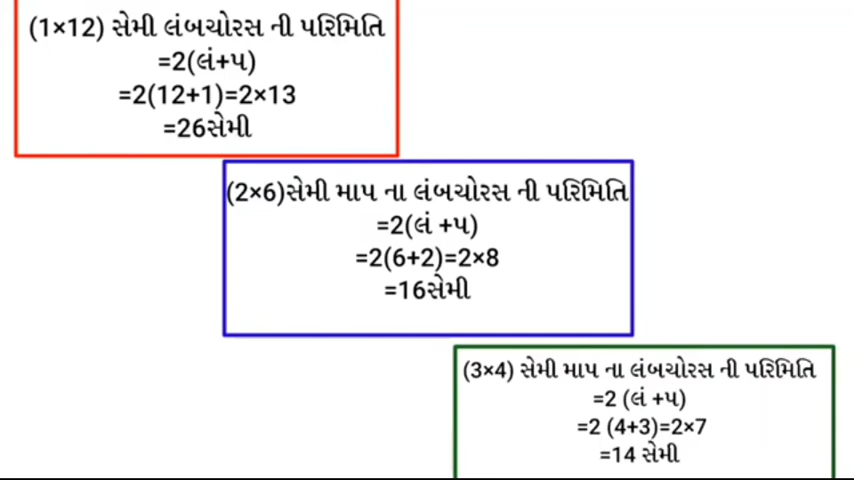 (1×12) સેમી લંબચોરસ ની પરિમિતિ
=2(લં+પ)
=2(12+1)=2×13
=26સેમી
(2×6)સેમી માપ ના લંબચોરસ ની પરિમિતિ
=2(લં +પ)
=2(6+2)=2×8
=16સેમી
(3×4) સેમી માપ ના લંબચોરસ ની પરિમિતિ
=2 (લં +પ)
=2 (4+3)=2×7
=14 સેમી